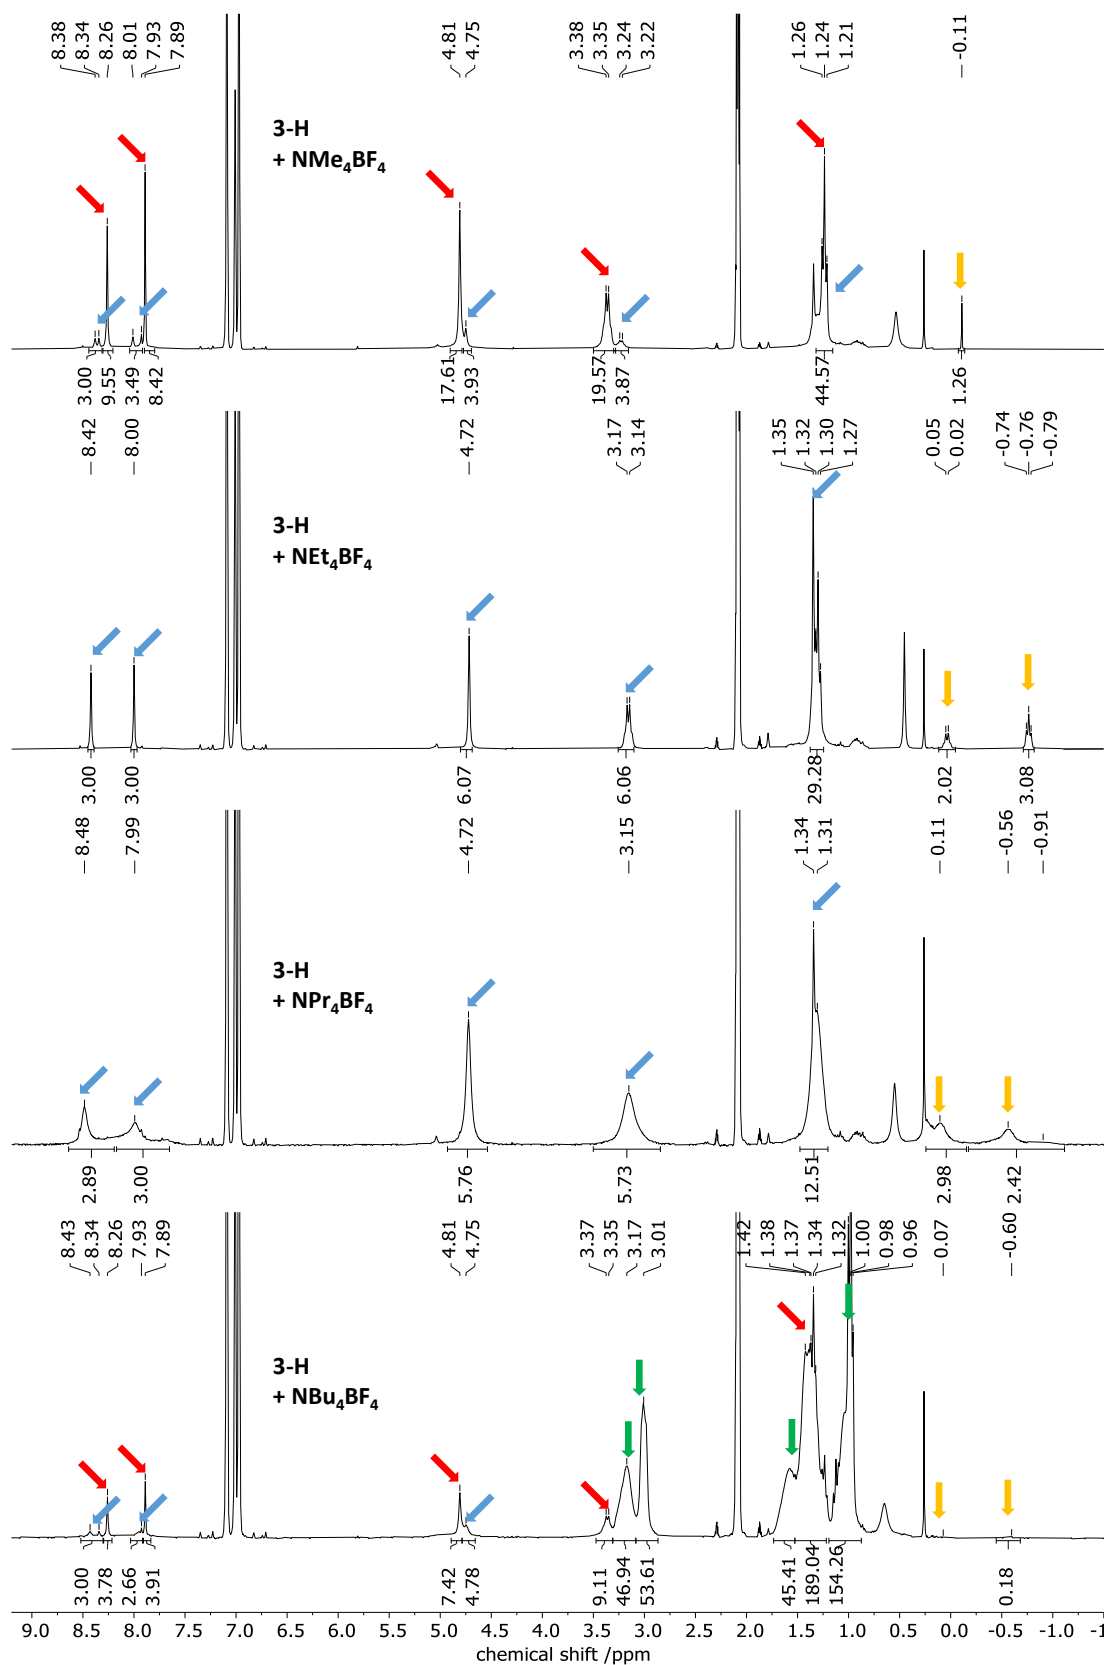 8.38 8.34 8.26 8.01 7.93 7.89 4.81 4.75 3.38 3.35 3.24 3.22 1.26 1.24 1.21 -0.11
3-H
+ NMe4BF4
3.00 9.55 3.49 8.42 17.61 3.93 19.57 3.87 44.57 1.26
8.42 8.00 4.72 3.17 3.14 1.35 1.32 1.30 1.27 0.05 0.02 -0.74 -0.76 -0.79
3-H
+ NEt4BF4
3.00 3.00 6.07 6.06 29.28 2.02 3.08
8.48 7.99 4.72 3.15 1.34 1.31 0.11 -0.56 -0.91
3-H
+ NPr4BF4
2.89 3.00 5.76 5.73 12.51 2.98 2.42
8.43 8.34 8.26 7.93 7.89 4.81 4.75 3.37 3.35 3.17 3.01 1.42 1.38 1.37 1.34 1.32 1.00 0.98 0.96 0.07 -0.60
3-H
+ NBu4BF4
3.00 3.78 2.66 3.91 7.42 4.78 9.11 46.94 53.61 45.41 189.04 154.26 0.18
9.0 8.5 8.0 7.5 7.0 6.5 6.0 5.5 5.0 4.5 4.0 3.5 3.0 2.5 2.0 1.5 1.0 0.5 0.0 -0.5 -1.0 -1
chemical shift /ppm